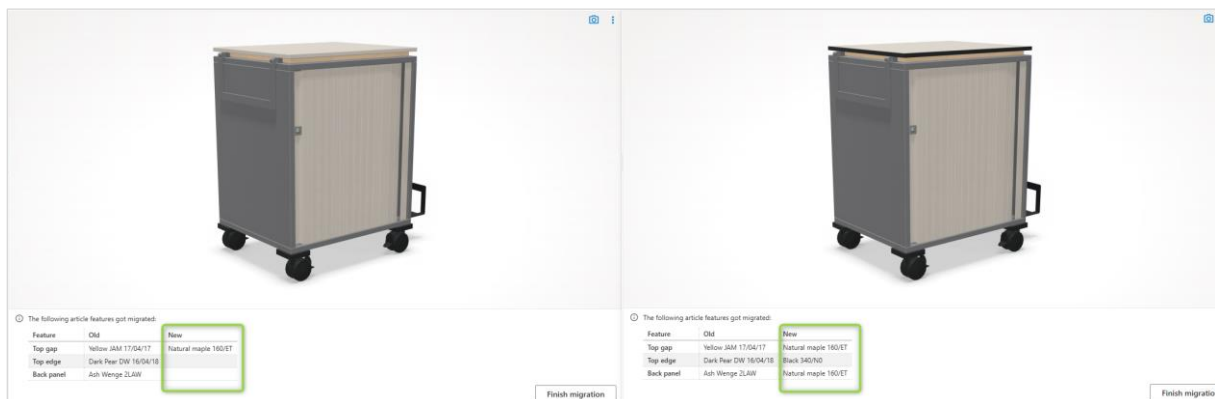 The following article features got migrated:
Feature Old New
Top gap Yellow JAM 17/04/17 Natural maple 160/ET
Top edge Dark Pear DW 16/04/18
Back panel Ash Wenge 2LAW
Finish migration
The following article features got migrated:
Feature Old New
Top gap Yellow JAM 17/04/17 Natural maple 160/ET
Top edge Dark Pear DW 16/04/18 Black 340/N0
Back panel Ash Wenge 2LAW Natural maple 160/ET
Finish migratio